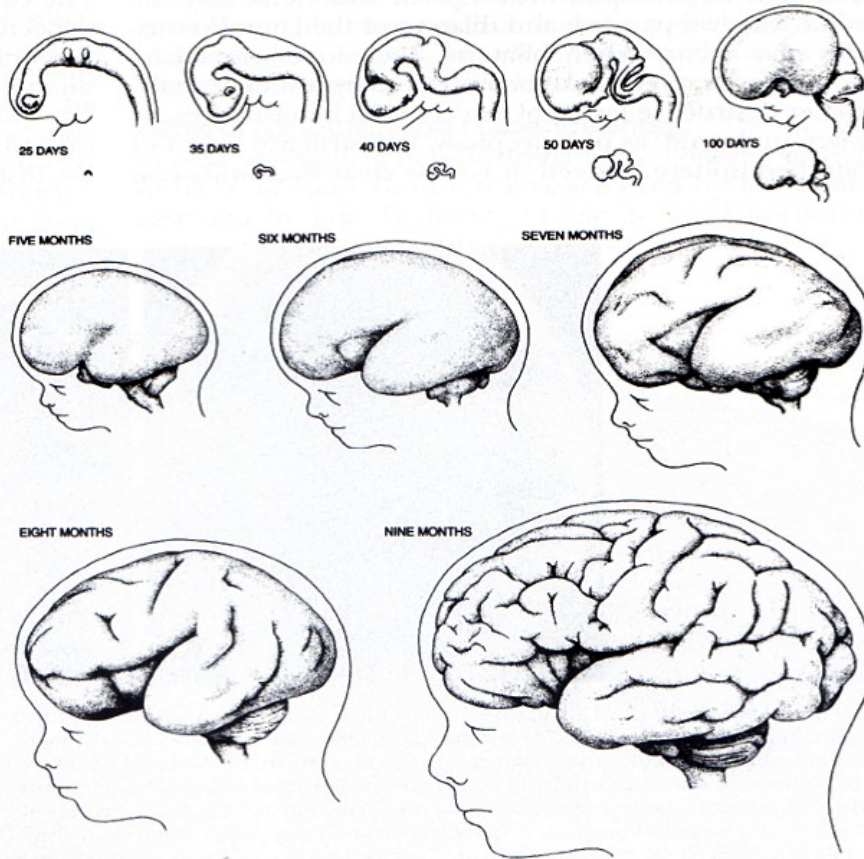 25 DAYS
35 DAYS
40 DAYS
50 DAYS
100 DAYS
FIVE MONTHS
SIX MONTHS
SEVEN MONTHS
EIGHT MONTHS
NINE MONTHS